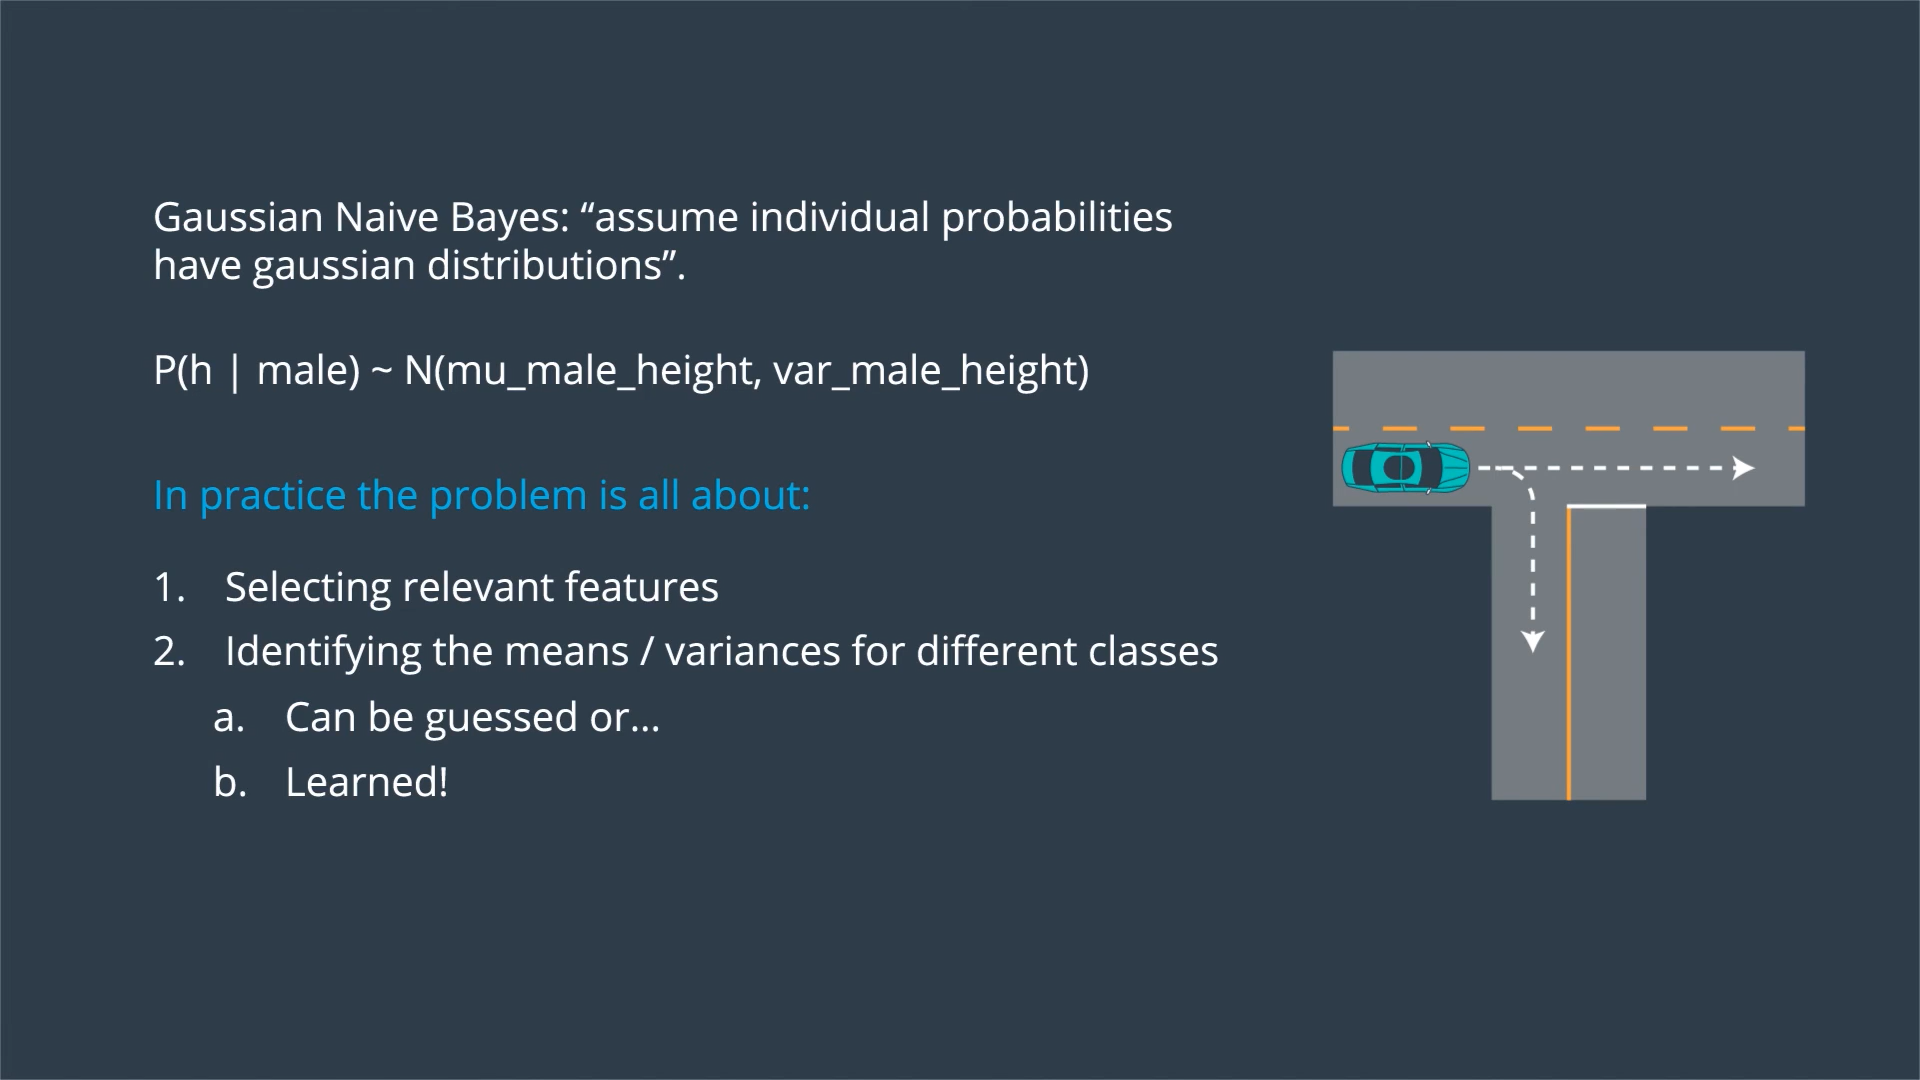 Gaussian Naive Bayes: “assume individual probabilities
have gaussian distributions”.
P(h | male) ~ N(mu_male_height, var_male_height)
In practice the problem is all about:
1. Selecting relevant features
2. Identifying the means / variances for different classes
a. Can be guessed or...
b. Learned!